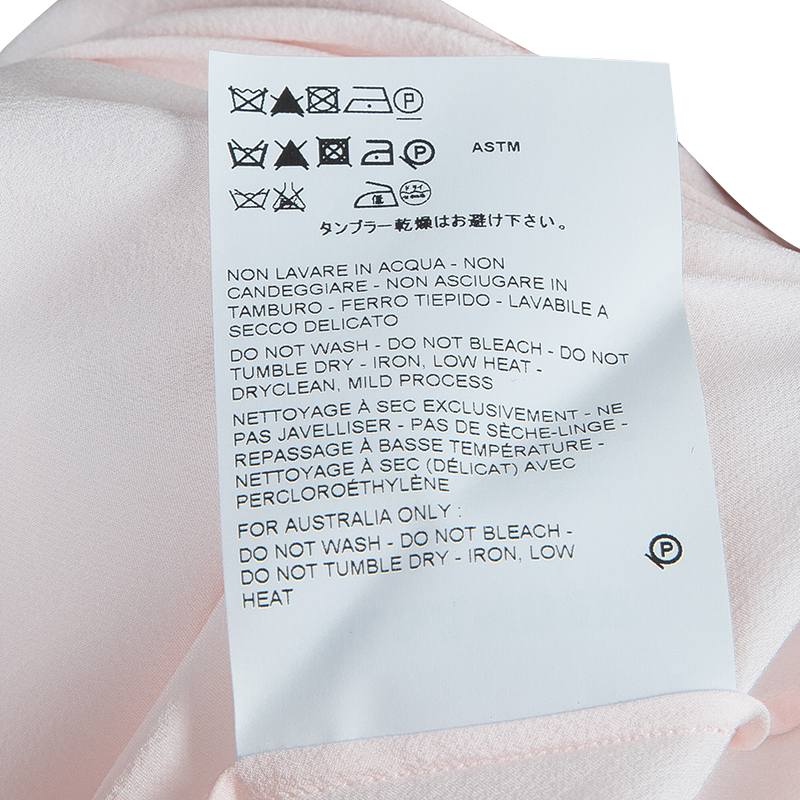 P
P ASTM
低 ドライ
タンブラー乾燥はお避け下さい。
NON LAVARE IN ACQUA - NON
CANDEGGIARE - NON ASCIUGARE IN
TAMBURO - FERRO TIEPIDO - LAVABILE A
SECCO DELICATO
DO NOT WASH - DO NOT BLEACH - DO NOT
TUMBLE DRY - IRON, LOW HEAT -
DRYCLEAN, MILD PROCESS
NETTOYAGE À SEC EXCLUSIVEMENT - NE
PAS JAVELLISER - PAS DE SÈCHE-LINGE -
REPASSAGE À BASSE TEMPÉRATURE -
NETTOYAGE À SEC (DÉLICAT) AVEC
PERCLOROÉTHYLÈNE
FOR AUSTRALIA ONLY :
DO NOT WASH - DO NOT BLEACH -
DO NOT TUMBLE DRY - IRON, LOW
HEAT
P